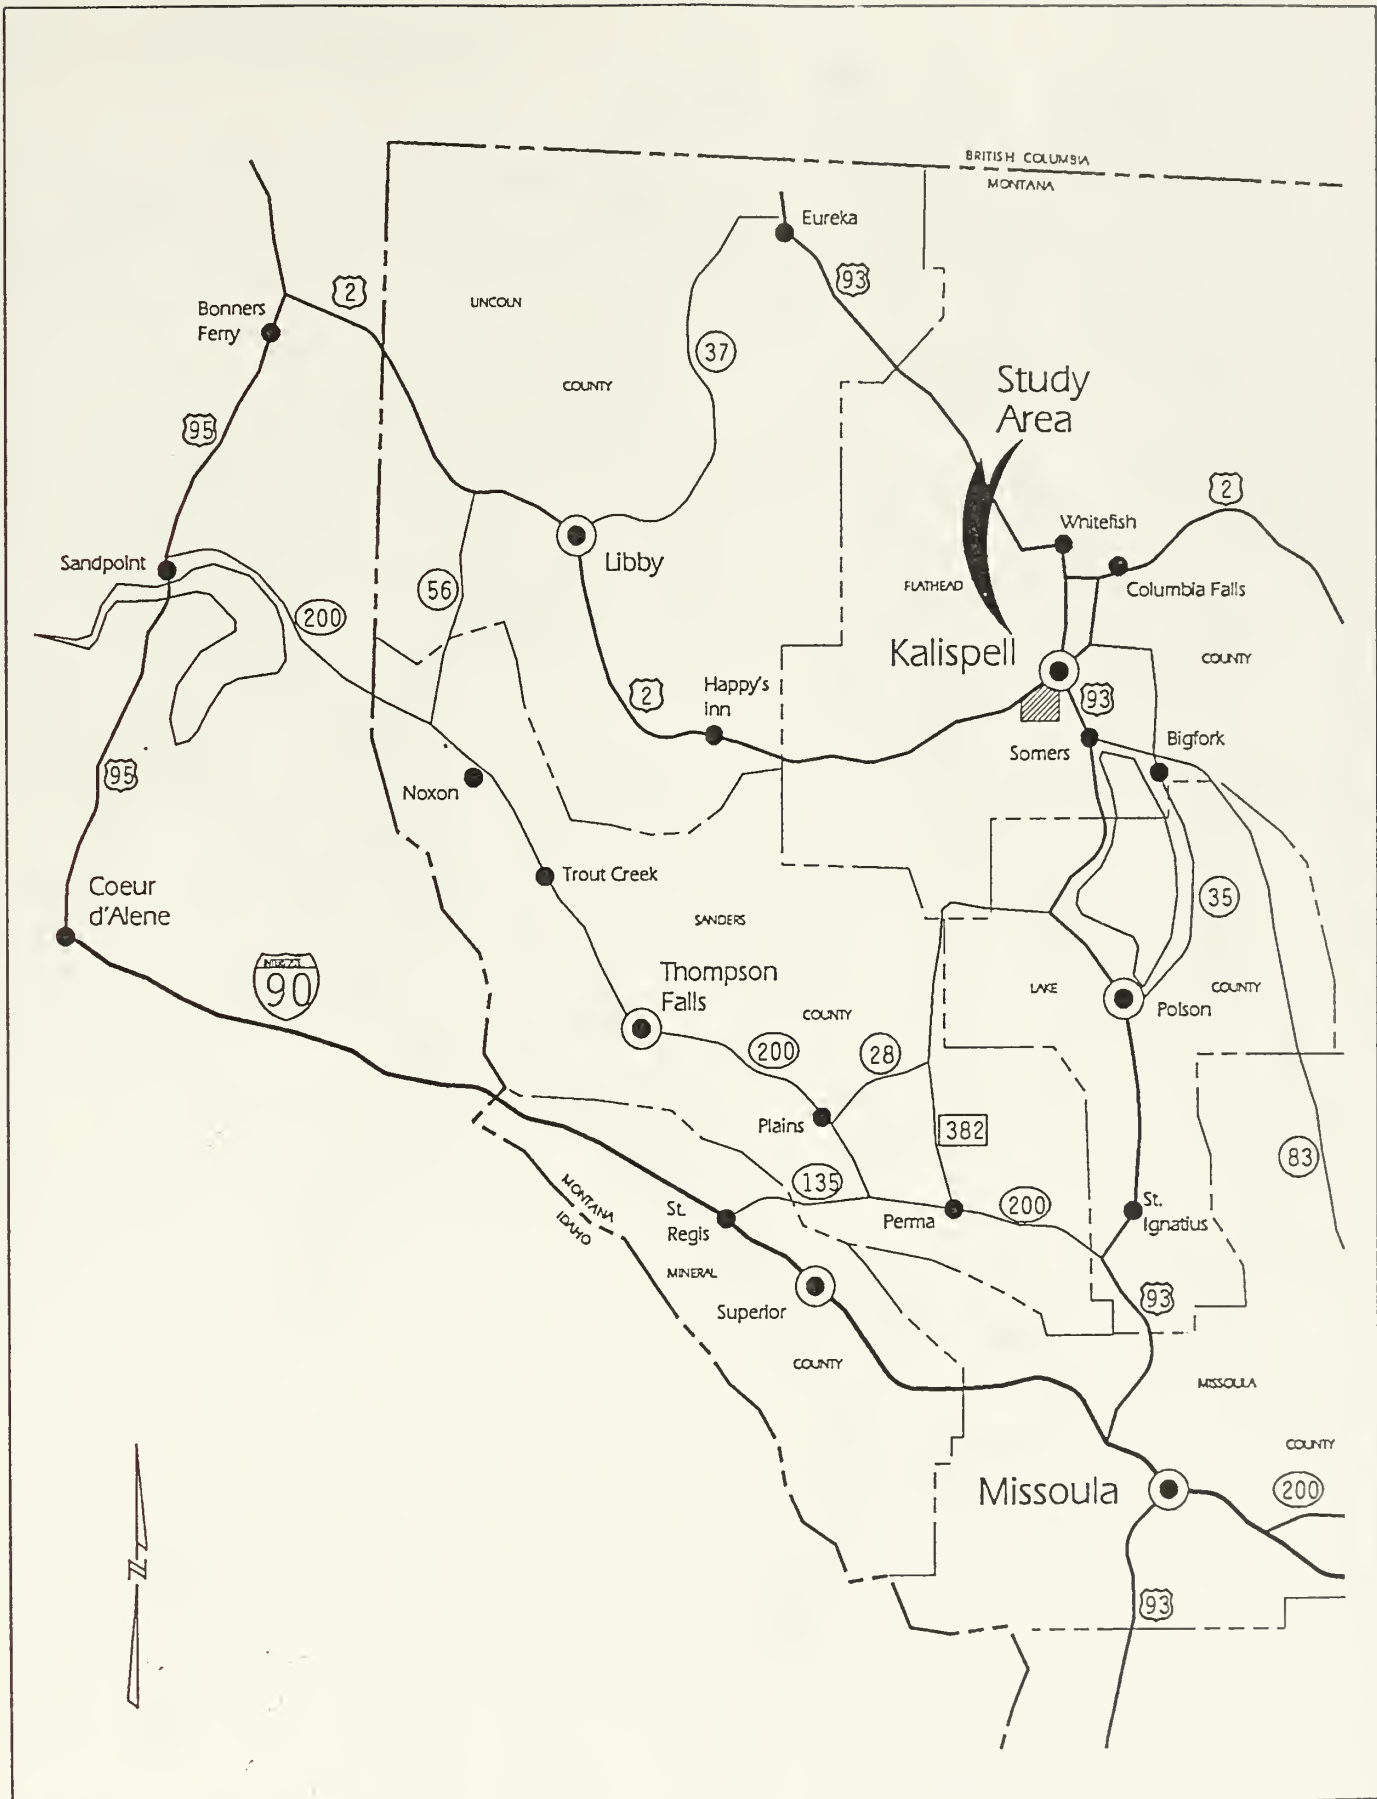 BRITISH COLUMBIA
MONTANA
Eureka
93
2
Bonners
Ferry
LINCOLN
37
COUNTY
Study
Area
95
2
Whitefish
Sandpoint
Libby
Columbia Falls
56
FLATHEAD
200
Kalispell
COUNTY
2
Happy's
Inn
93
Somers
Bigfork
95
Noxon
Trout Creek
Coeur
d'Alene
35
SANDERS
INTERSTATE
90
Thompson
Falls
LAKE
COUNTY
Polson
COUNTY
200
28
Plains
382
83
135
MONTANA
IDAHO
St.
Regis
Perma
200
St.
Ignatius
MINERAL
Superior
93
COUNTY
MISSOULA
COUNTY
Missoula
200
N
93